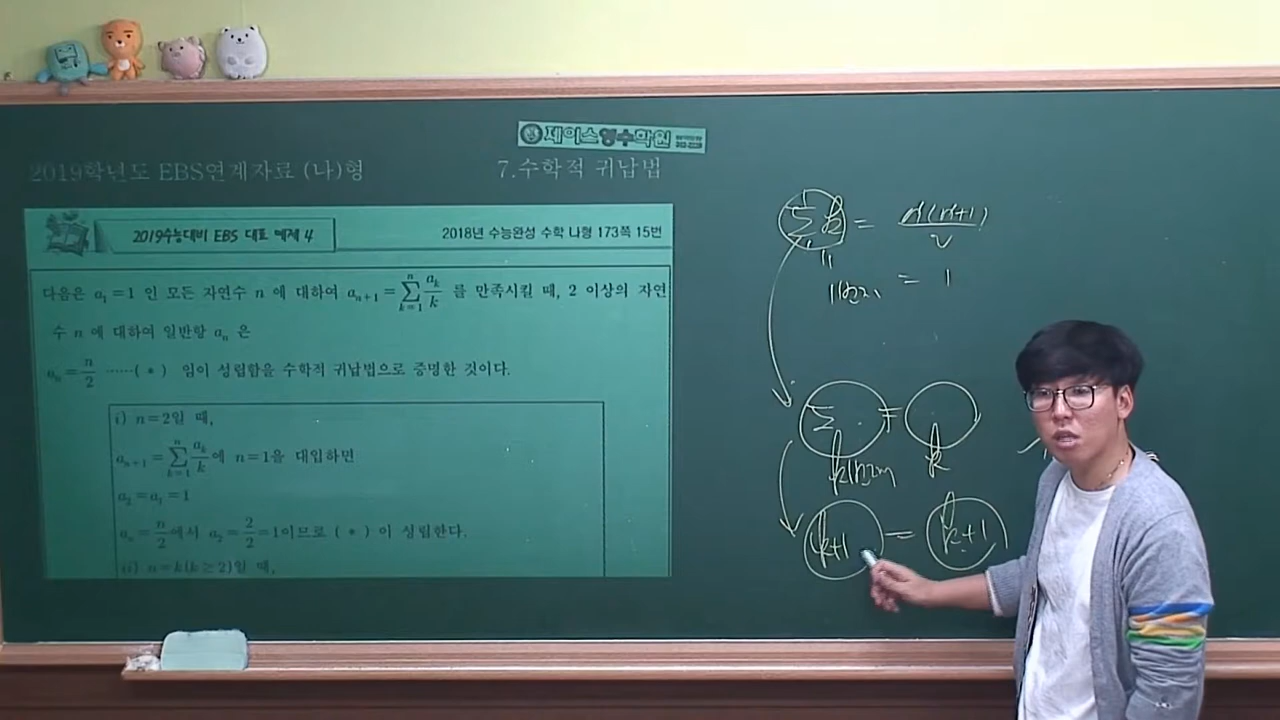 제이스영수학원
2019학년도 EBS연계자료 (나)형
7.수학적 귀납법
2019수능대비 EBS 대표 예제 4
2018년 수능완성 수학 나형 173쪽 15번
다음은 a₁=1 인 모든 자연수 n 에 대하여 aₙ₊₁=∑ₖ₌₁ⁿ aₖ/k 를 만족시킬 때, 2 이상의 자연
수 n 에 대하여 일반항 aₙ 은
aₙ=n/2 ······(*) 임이 성립함을 수학적 귀납법으로 증명한 것이다.
i) n=2일 때,
aₙ₊₁=∑ₖ₌₁ⁿ aₖ/k에 n=1을 대입하면
a₂=a₁=1
aₙ=n/2에서 a₂=2/2=1이므로 (*) 이 성립한다.
ii) n=k(k≥2)일 때,
∑k = n(n+1)/2
= 1
∑ =
k
k+1 = k+1